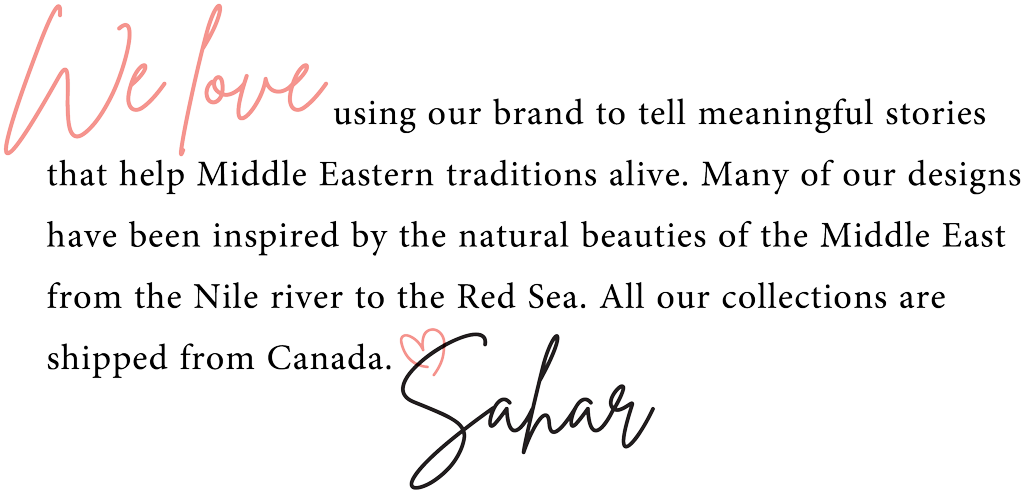 We love using our brand to tell meaningful stories
that help Middle Eastern traditions alive. Many of our designs
have been inspired by the natural beauties of the Middle East
from the Nile river to the Red Sea. All our collections are
shipped from Canada.
Sahar